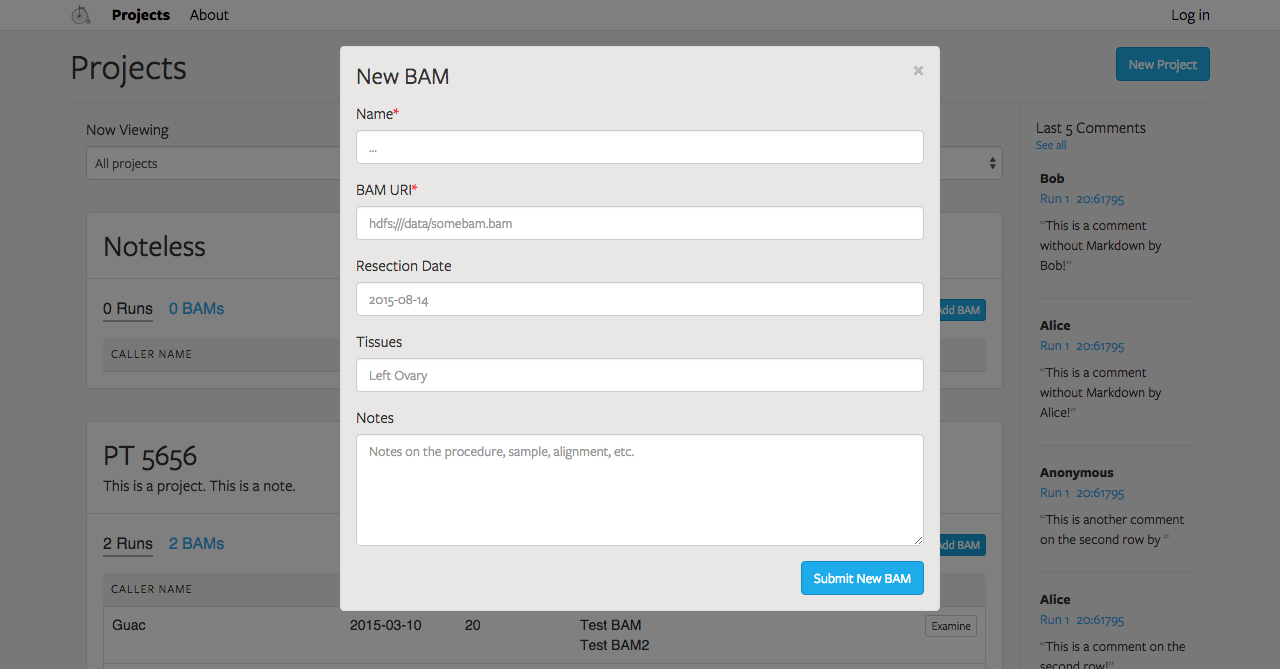 Projects About Log in
Projects
New Project
Now Viewing
All projects
Noteless
0 Runs 0 BAMs
Add BAM
CALLER NAME
PT 5656
This is a project. This is a note.
2 Runs 2 BAMs
Add BAM
CALLER NAME
Guac 2015-03-10 20 Test BAM Examine
Test BAM2
New BAM ×
Name*
...
BAM URI*
hdfs:///data/somebam.bam
Resection Date
2015-08-14
Tissues
Left Ovary
Notes
Notes on the procedure, sample, alignment, etc.
Submit New BAM
Last 5 Comments
See all
Bob
Run 1 20:61795
“This is a comment
without Markdown by
Bob!”
Alice
Run 1 20:61795
“This is a comment
without Markdown by
Alice!”
Anonymous
Run 1 20:61795
“This is another comment
on the second row by ”
Alice
Run 1 20:61795
“This is a comment on the
second row!”